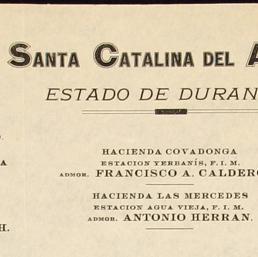 SANTA CATALINA DEL A
ESTADO DE DURAN
HACIENDA COVADONGA
ESTACION YERBANÍS, F. I. M.
A
ADMOR. FRANCISCO A. CALDERO
HACIENDA LAS MERCEDES
ESTACION AGUA VIEJA, F. I. M.
ADMOR. ANTONIO HERRAN.
H.